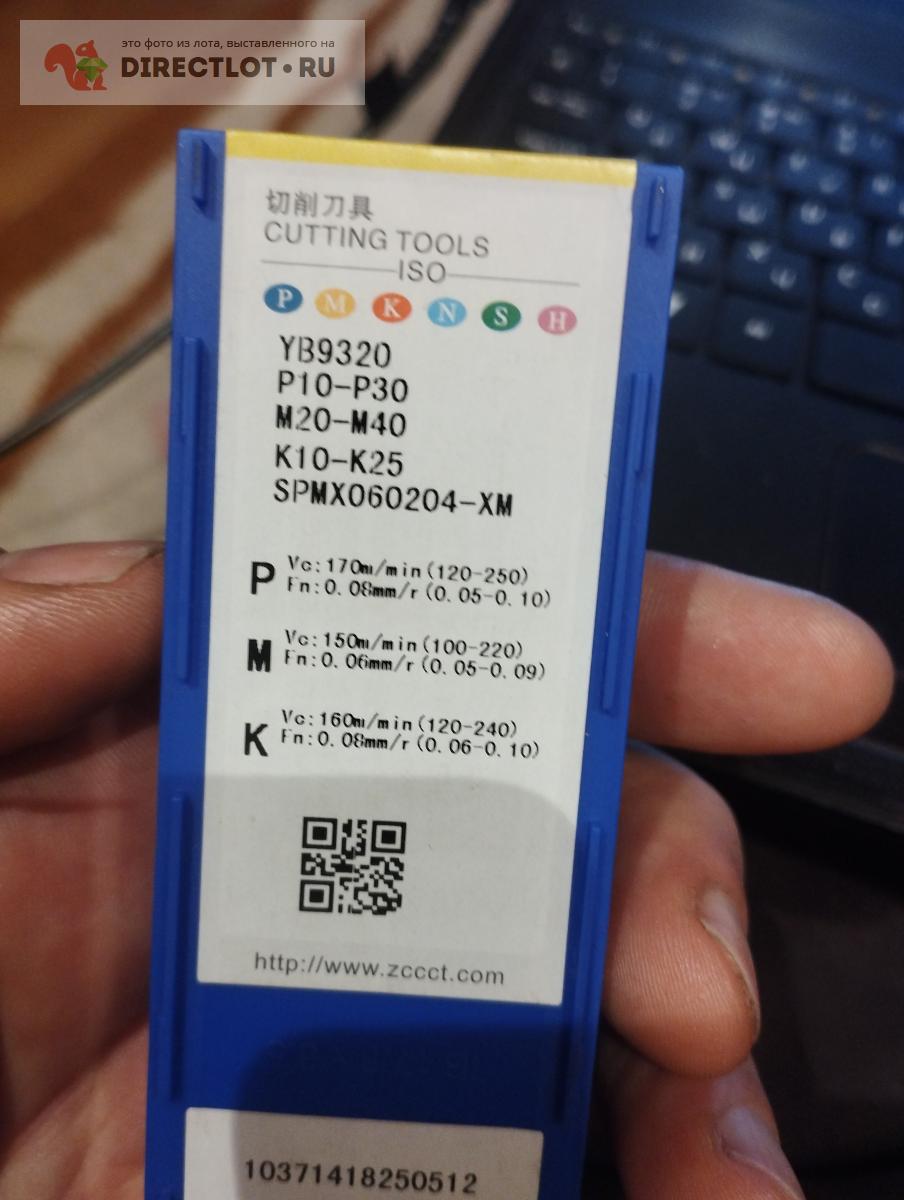 это фото из лота, выставленного на
DIRECTLOT•RU
切削刀具
CUTTING TOOLS
ISO
P M K N S H
YB9320
P10-P30
M20-M40
K10-K25
SPMX060204-XM
P
Vc:170m/min(120-250)
Fn:0.08mm/r(0.05-0.10)
M
Vc:150m/min(100-220)
Fn:0.06mm/r(0.05-0.09)
K
Vc:160m/min(120-240)
Fn:0.08mm/r(0.06-0.10)
http://www.zccct.com
10371418250512